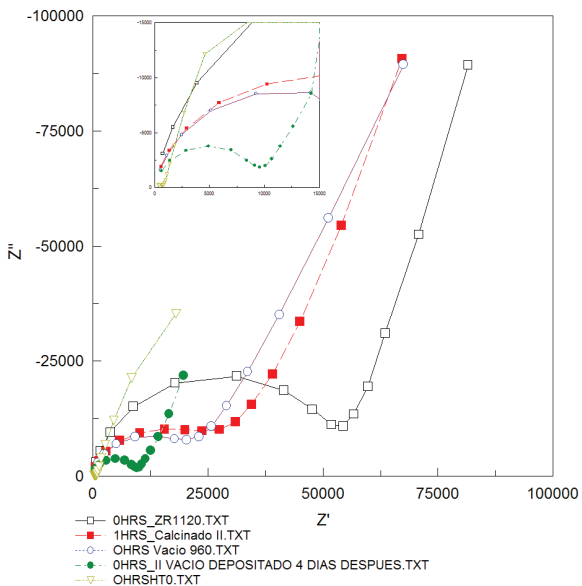 -100000
-75000
-50000
-25000
0
Z''
0
25000
50000
75000
100000
Z'
-15000
-10000
-5000
0
0
5000
10000
15000
0HRS_ZR1120.TXT
1HRS_Calcinado II.TXT
OHRS Vacio 960.TXT
0HRS_II VACIO DEPOSITADO 4 DIAS DESPUES.TXT
OHRSHT0.TXT